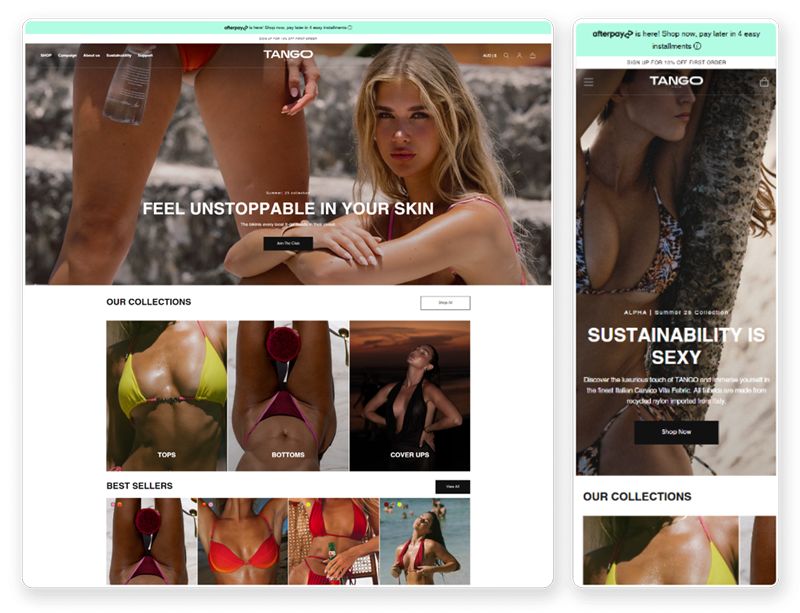 afterpay is here! Shop now, pay later in 4 easy installments
SIGN UP FOR 10% OFF FIRST ORDER
SHOP Campaign About us Sustainability Support
TANGO
AUD | $
Summer 25 collection
FEEL UNSTOPPABLE IN YOUR SKIN
The bikinis every local
Join The Club
OUR COLLECTIONS
Shop All
TOPS
BOTTOMS
COVER UPS
BEST SELLERS
View All
afterpay is here! Shop now, pay later in 4 easy
installments
SIGN UP FOR 10% OFF FIRST ORDER
TANGO
ALPHA | Summer 25 Collection
SUSTAINABILITY IS
SEXY
Discover the luxurious touch of TANGO and immerse yourself in
the finest Italian Carvico Vita Fabric. All fabrics are made from
recycled nylon imported from Italy.
Shop Now
OUR COLLECTIONS